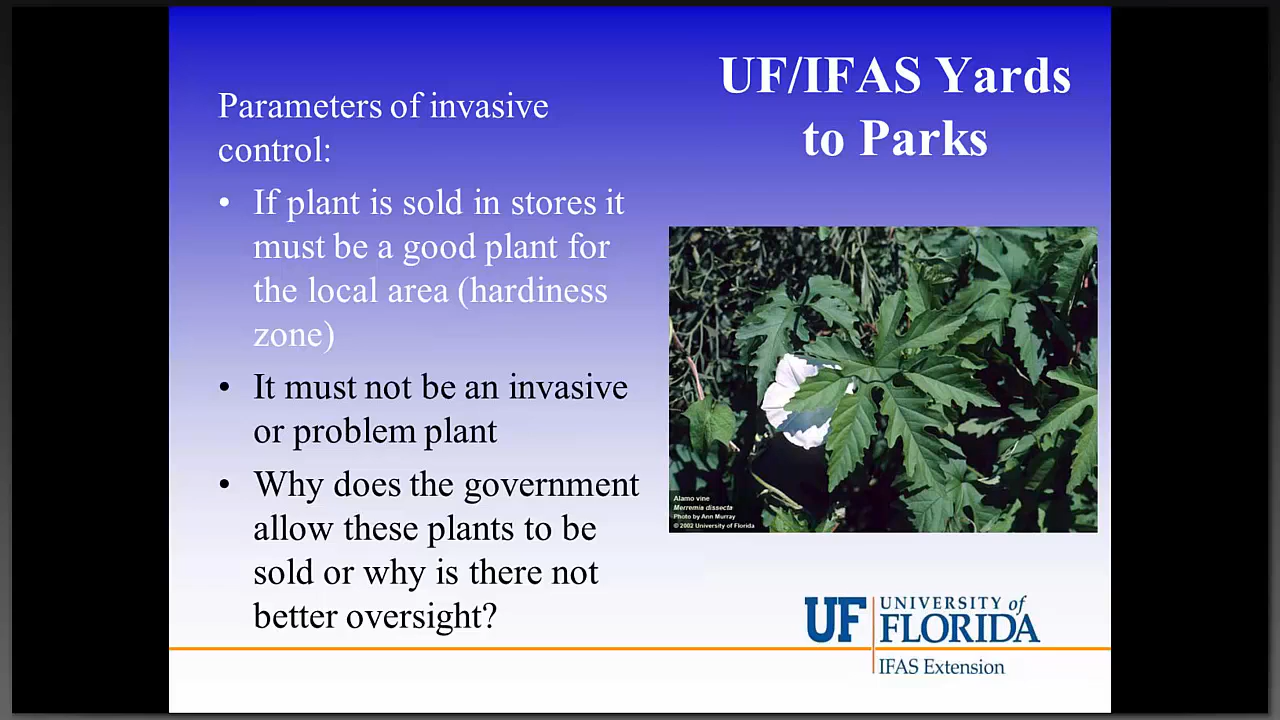 UF/IFAS Yards
to Parks
Parameters of invasive
control:
• If plant is sold in stores it
must be a good plant for
the local area (hardiness
zone)
• It must not be an invasive
or problem plant
• Why does the government
allow these plants to be
sold or why is there not
better oversight?
Alamo vine
Merremia dissecta
Photo by Ann Murray
© 2002 University of Florida
UF UNIVERSITY of
FLORIDA
IFAS Extension